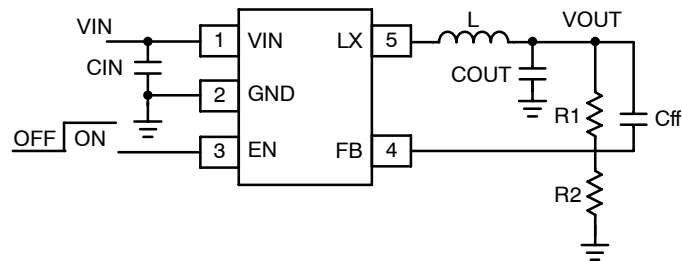 VIN
1
VIN
LX
5
L
VOUT
CIN
COUT
2
GND
R1
Cff
OFF
ON
3
EN
FB
4
R2